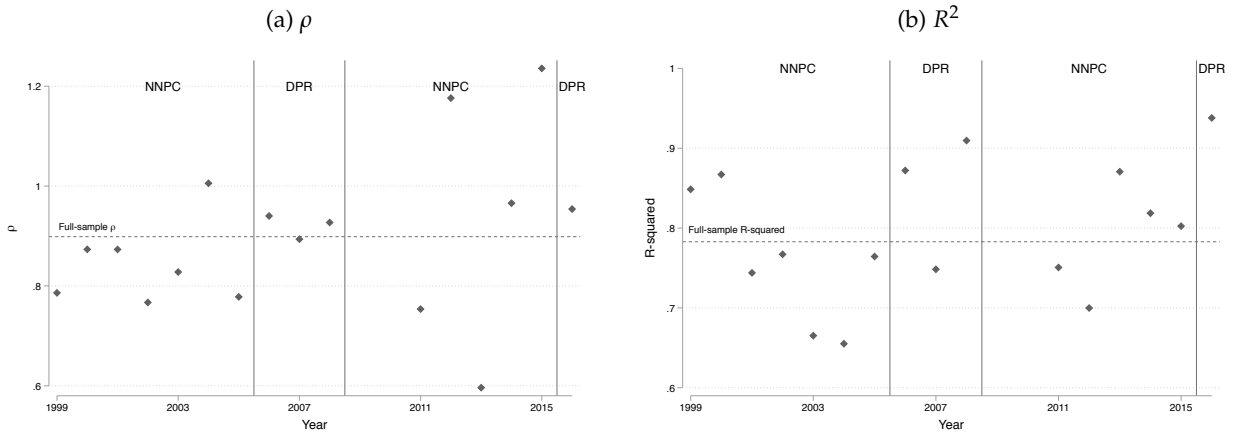 (a) ρ
1.2
1
.8
.6
ρ
NNPC
DPR
NNPC
DPR
Full-sample ρ
1999
2003
2007
2011
2015
Year
(b) R²
1
.9
.8
.7
.6
R-squared
NNPC
DPR
NNPC
DPR
Full-sample R-squared
1999
2003
2007
2011
2015
Year